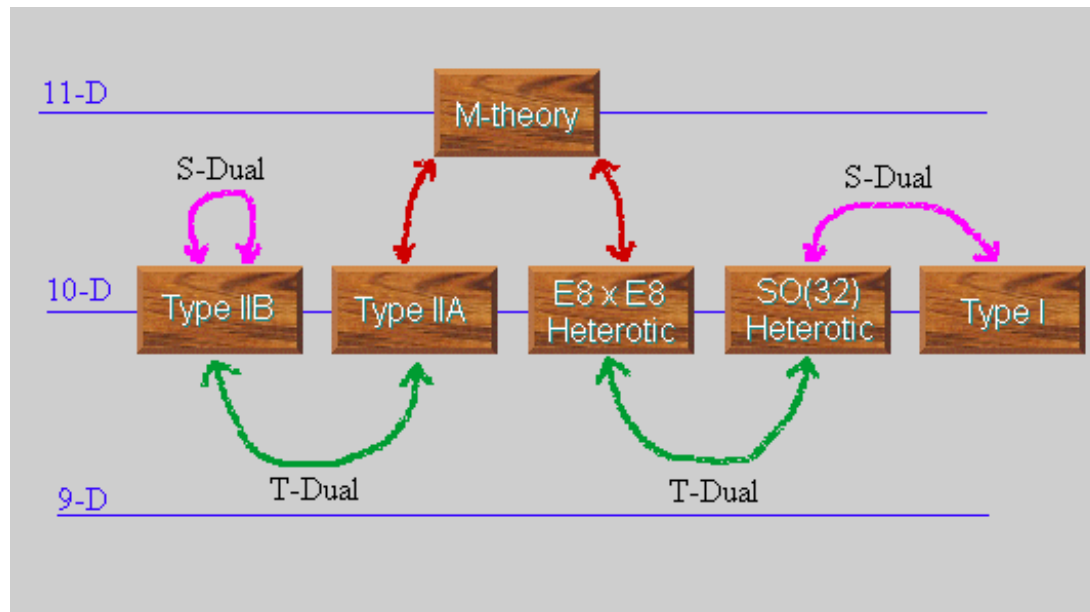 11-D
M-theory
S-Dual
S-Dual
10-D
Type IIB
Type IIA
E8 x E8
Heterotic
SO(32)
Heterotic
Type I
T-Dual
T-Dual
9-D